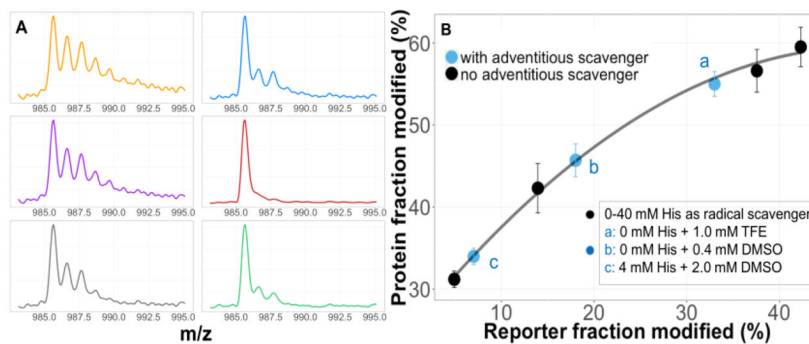 A
985.0 987.5 990.0 992.5 995.0
985.0 987.5 990.0 992.5 995.0
985.0 987.5 990.0 992.5 995.0
985.0 987.5 990.0 992.5 995.0
985.0 987.5 990.0 992.5 995.0
985.0 987.5 990.0 992.5 995.0
m/z
B
Protein fraction modified (%)
60
50
40
30
with adventitious scavenger
no adventitious scavenger
a
b
c
0-40 mM His as radical scavenger
a: 0 mM His + 1.0 mM TFE
b: 0 mM His + 0.4 mM DMSO
c: 4 mM His + 2.0 mM DMSO
10 20 30 40
Reporter fraction modified (%)